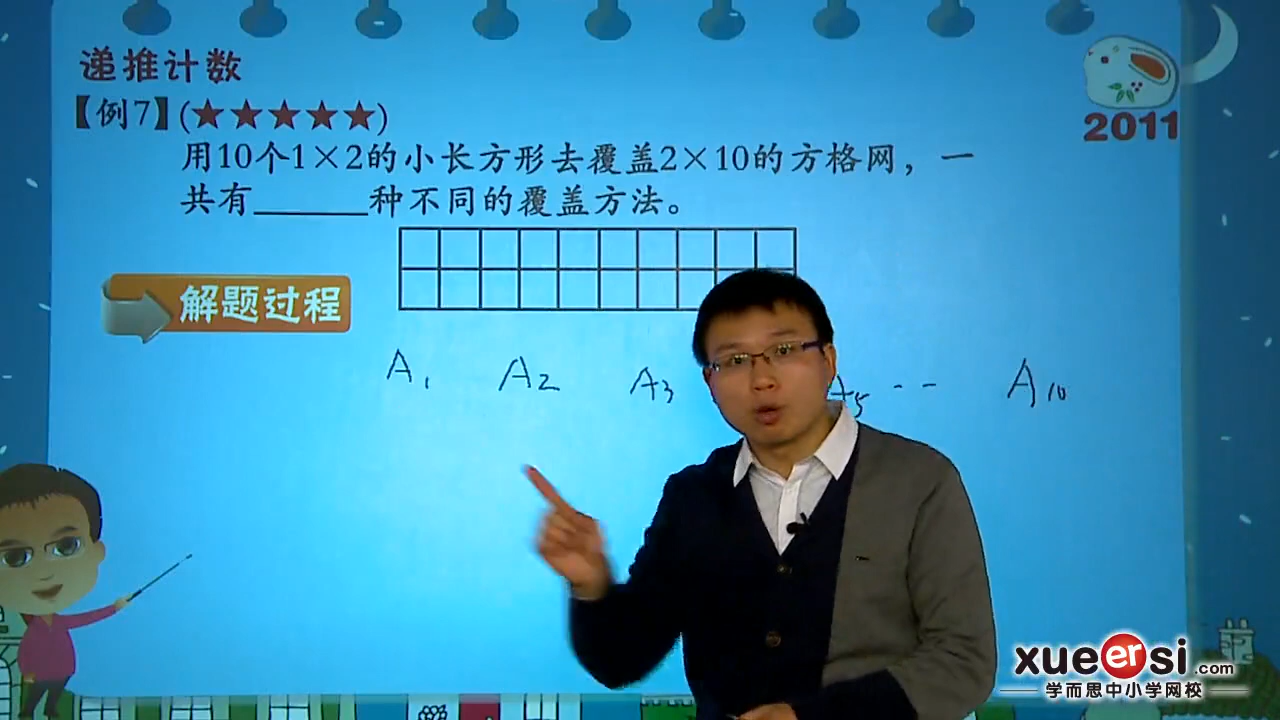 递推计数
【例7】(★★★★★)
用10个1×2的小长方形去覆盖2×10的方格网，一
共有______种不同的覆盖方法。
2011
解题过程
A1 A2 A3 A5 -- A10
xueersi.com
学而思中小学网校